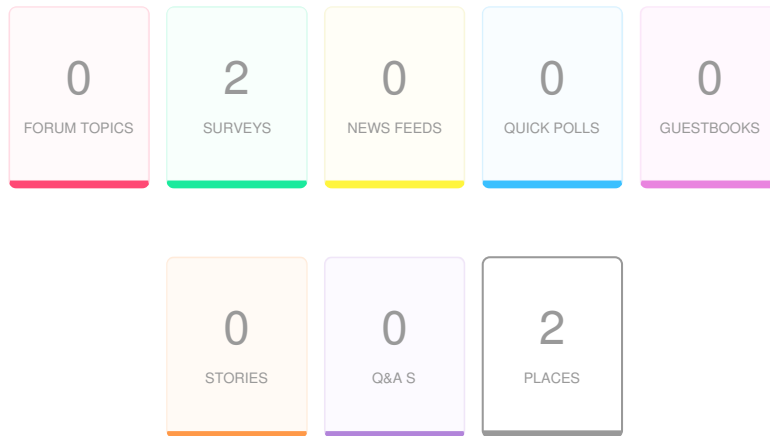 0 2 0 0 0
FORUM TOPICS SURVEYS NEWS FEEDS QUICK POLLS GUESTBOOKS
0 0 2
STORIES Q&A S PLACES